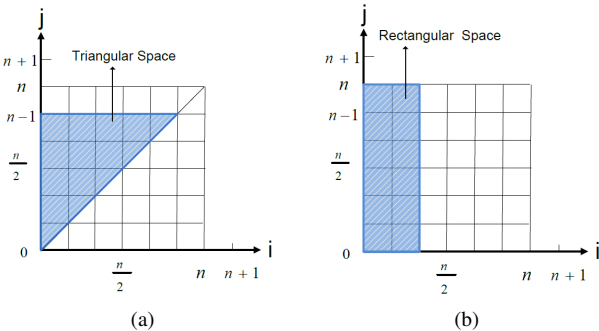 j
n + 1
Triangular Space
n
n − 1
n/2
0
i
n/2
n
n + 1
(a)
j
Rectangular Space
n + 1
n
n − 1
n/2
0
i
n/2
n
n + 1
(b)